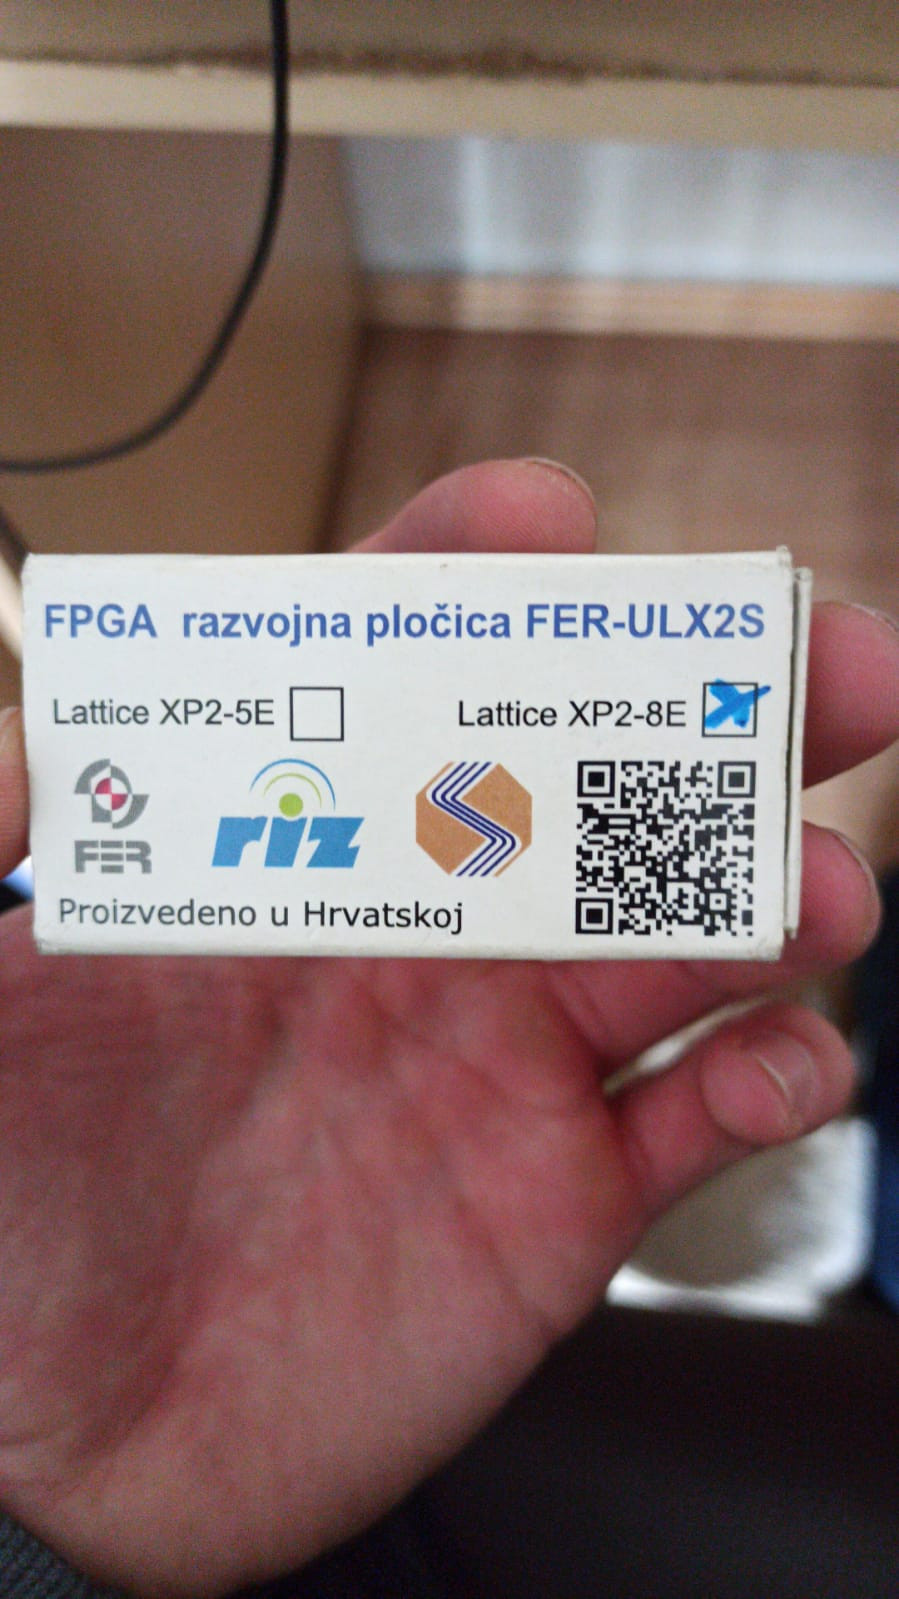 FPGA razvojna pločica FER-ULX2S
Lattice XP2-5E
Lattice XP2-8E
FER
riz
Proizvedeno u Hrvatskoj